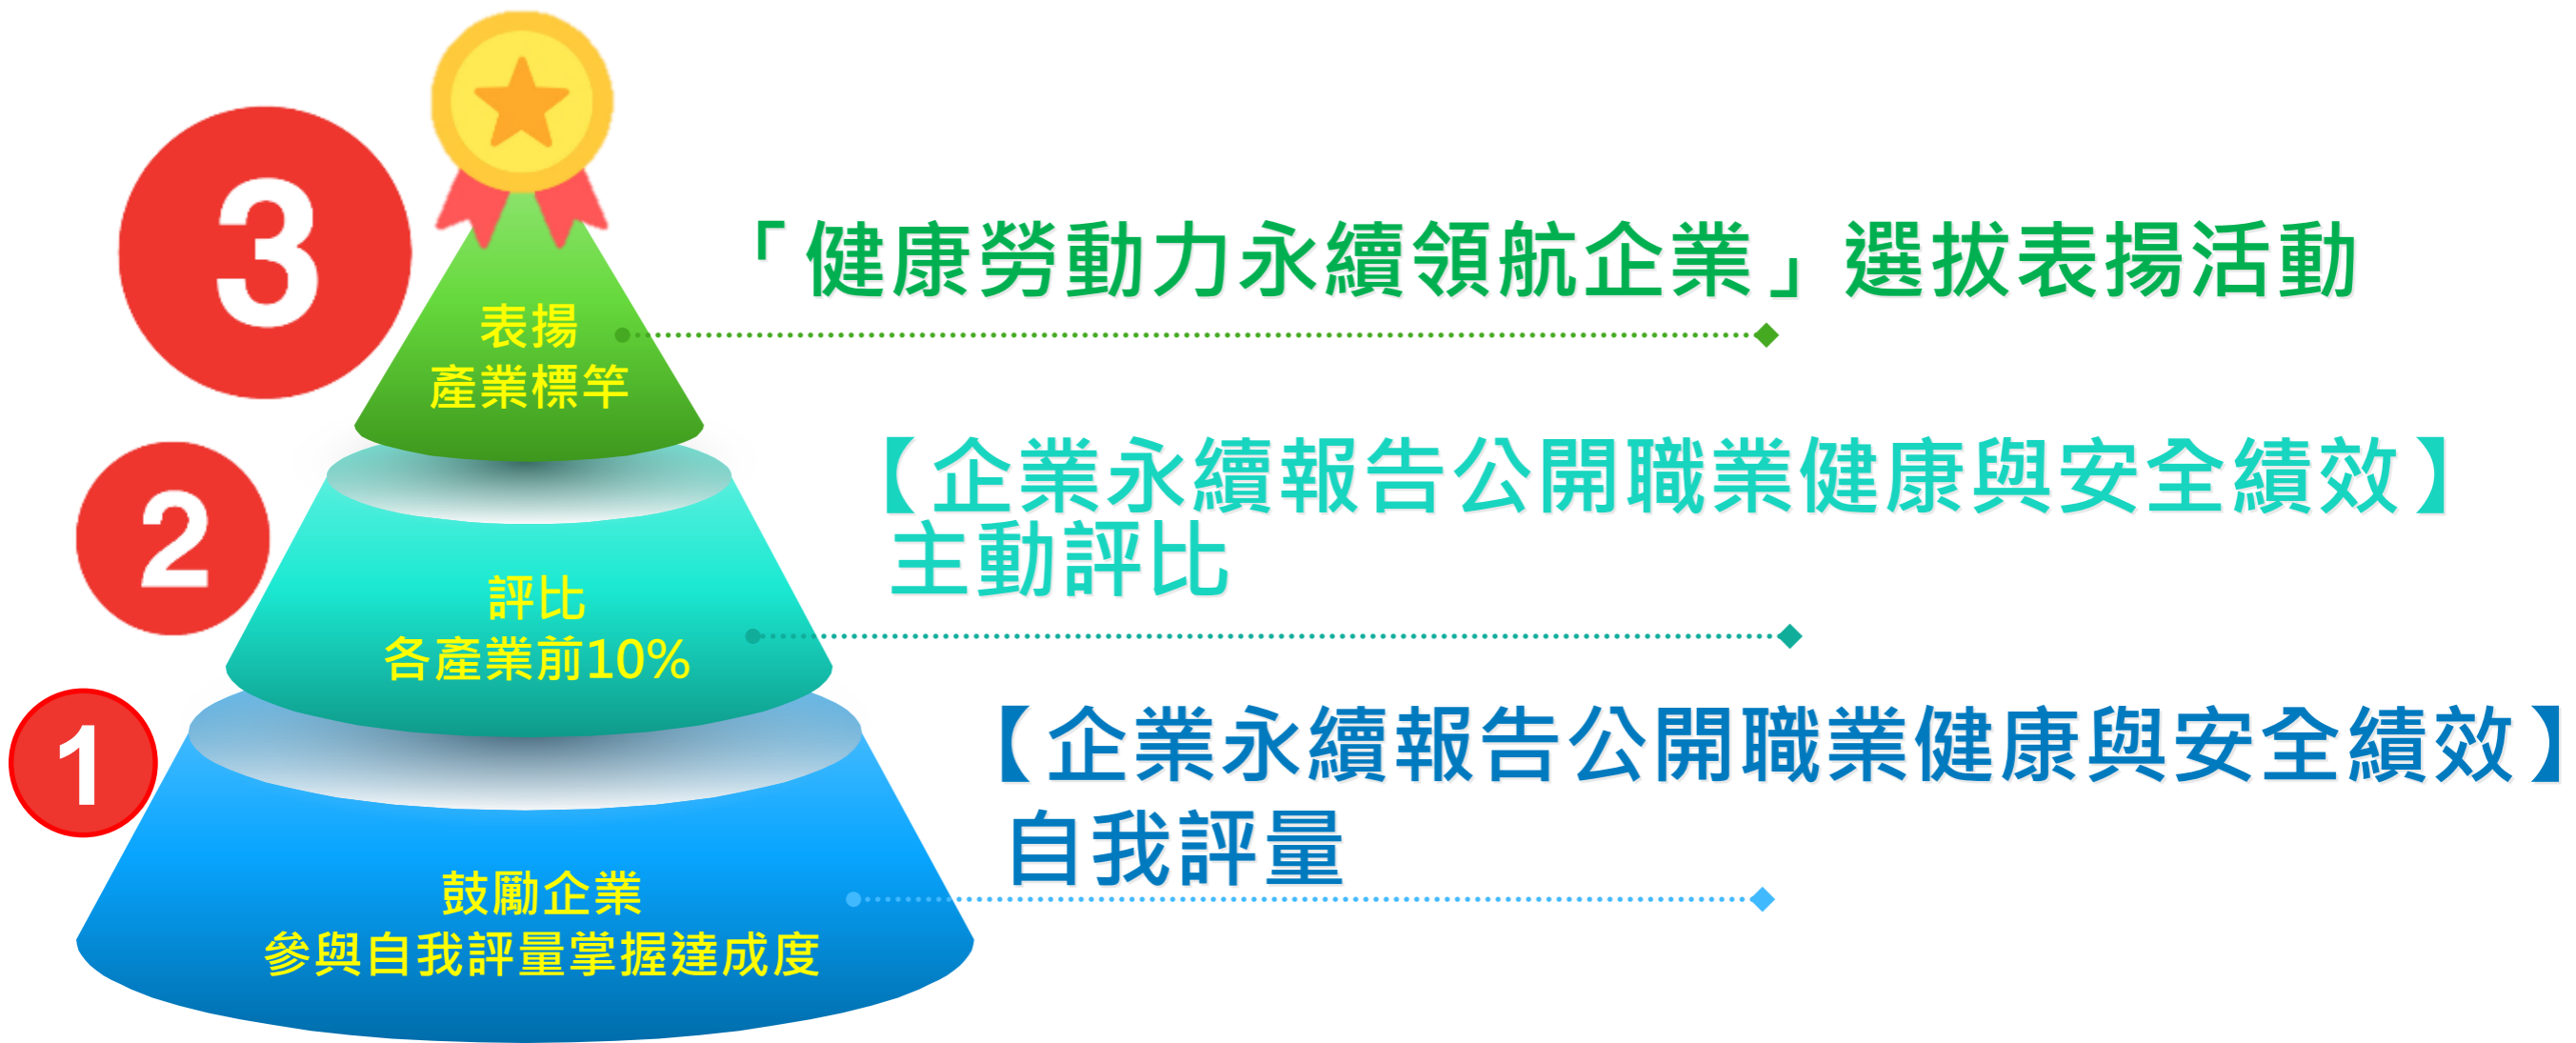 3
表揚
產業標竿
「健康勞動力永續領航企業」選拔表揚活動
2
評比
各產業前10%
【企業永續報告公開職業健康與安全績效】
主動評比
1
鼓勵企業
參與自我評量掌握達成度
【企業永續報告公開職業健康與安全績效】
自我評量